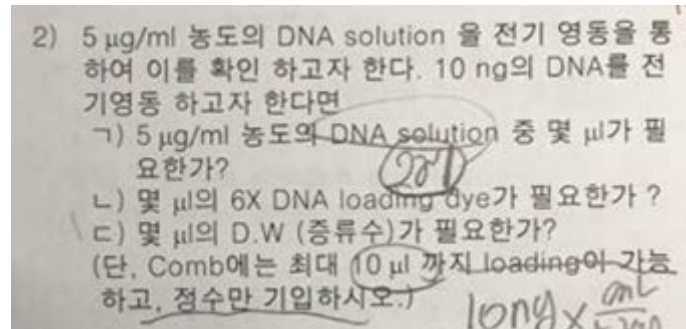 2) 5 μg/ml 농도의 DNA solution 을 전기 영동을 통
하여 이를 확인 하고자 한다. 10 ng의 DNA를 전
기영동 하고자 한다면
ㄱ) 5 μg/ml 농도의 DNA solution 중 몇 μl가 필
요한가?
ㄴ) 몇 μl의 6X DNA loading dye가 필요한가 ?
ㄷ) 몇 μl의 D.W (증류수)가 필요한가?
(단, Comb에는 최대 10 μl 까지 loading이 가능
하고, 정수만 기입하시오.)
10ng x mL